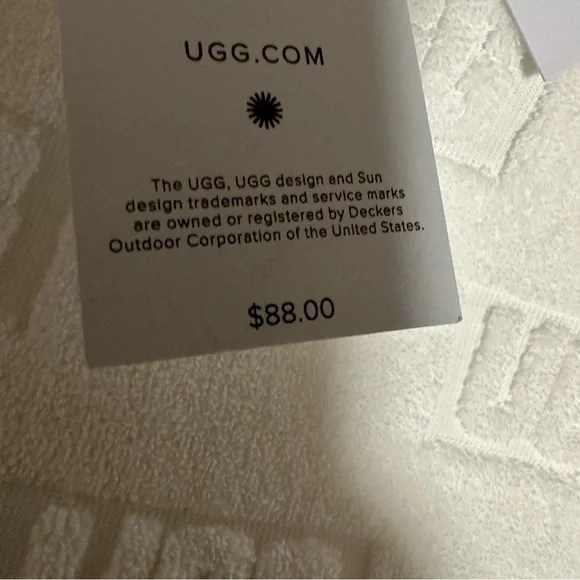 UGG.COM
The UGG, UGG design and Sun
design trademarks and service marks
are owned or registered by Deckers
Outdoor Corporation of the United States.
$88.00